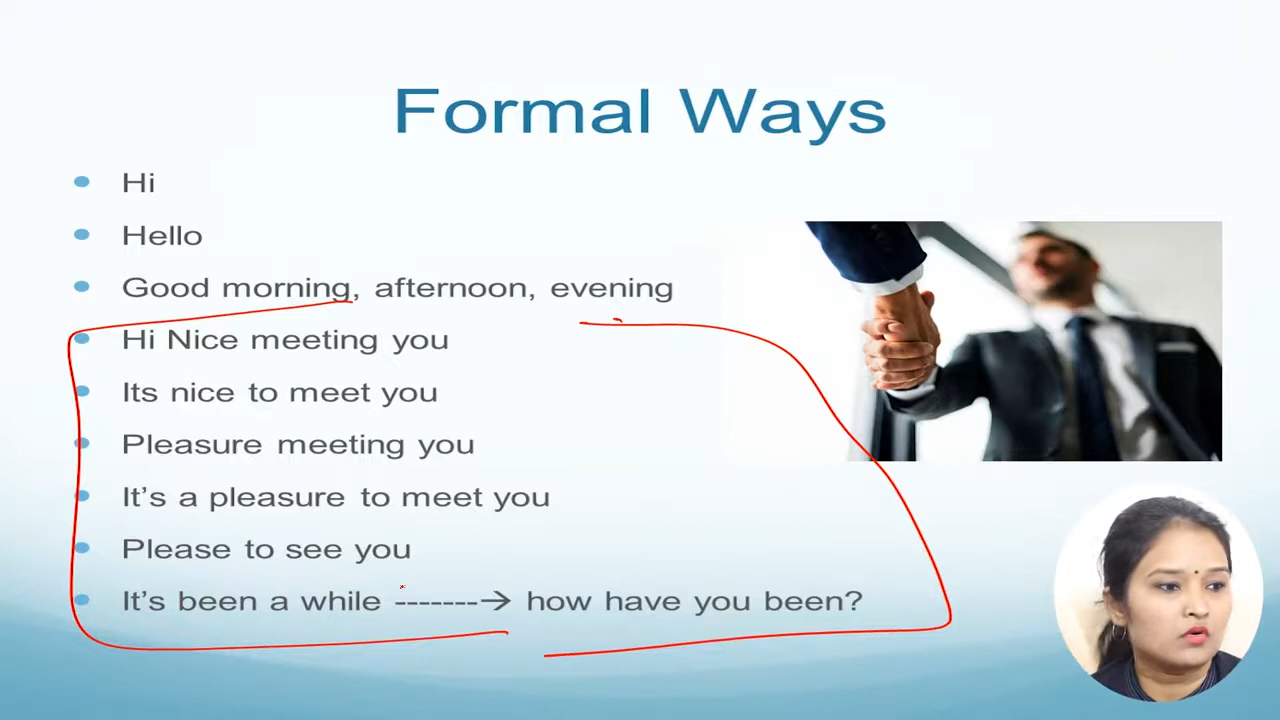 Formal Ways
Hi
Hello
Good morning, afternoon, evening
Hi Nice meeting you
Its nice to meet you
Pleasure meeting you
It’s a pleasure to meet you
Please to see you
It’s been a while -------→ how have you been?